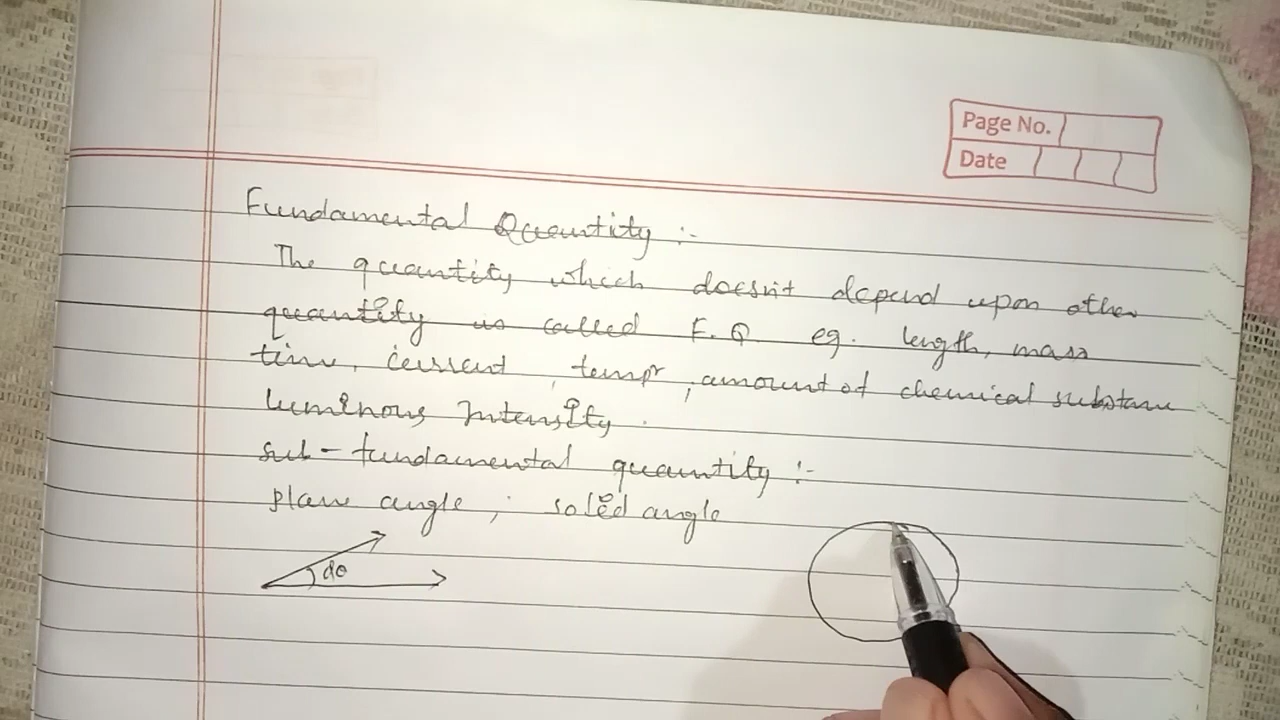 Page No.
Date
Fundamental Quantity :-
The quantity which doesn't depend upon other
quantity is called F.Q. eg. length, mass
time, current, tempr, amount of chemical substance
luminous Intensity.
sub-fundamental quantity :-
plane angle, solid angle
dθ